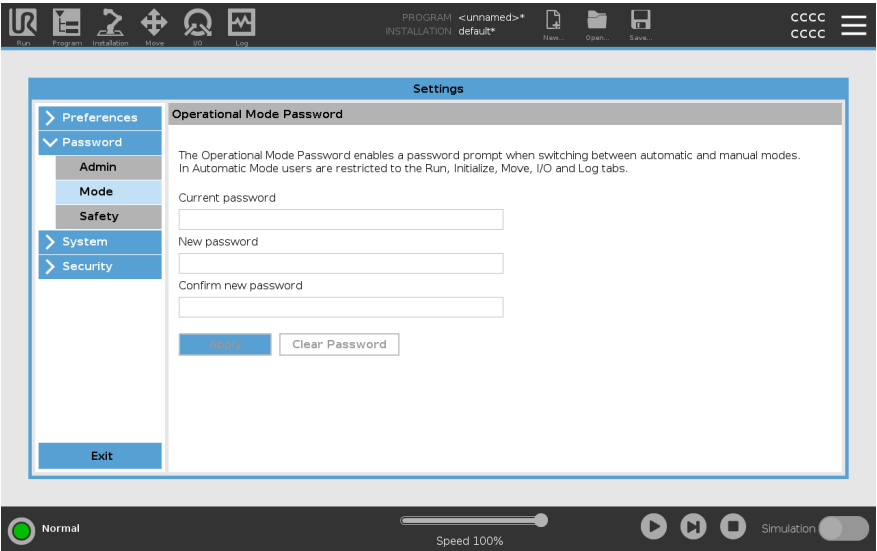 PROGRAM <unnamed>*
INSTALLATION default*
UR
Run
Program
Installation
Move
I/O
Log
New...
Open...
Save...
CCCC
CCCC
Settings
Preferences
Password
Admin
Mode
Safety
System
Security
Exit
Operational Mode Password
The Operational Mode Password enables a password prompt when switching between automatic and manual modes.
In Automatic Mode users are restricted to the Run, Initialize, Move, I/O and Log tabs.
Current password
New password
Confirm new password
Apply
Clear Password
Normal
Speed 100%
Simulation